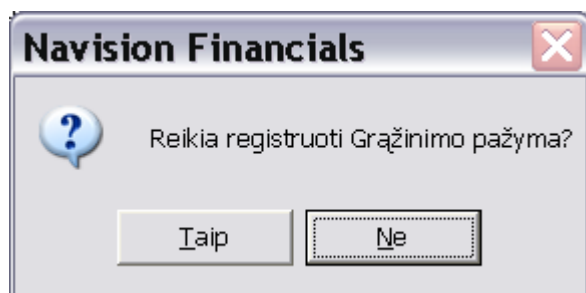 Navision Financials
Reikia registruoti Grąžinimo pažyma?
Taip
Ne